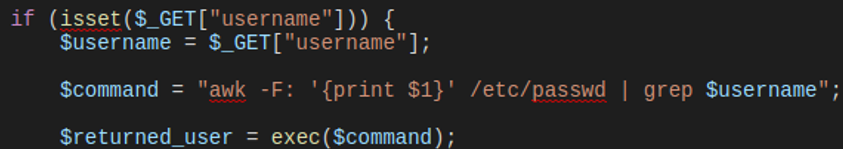 if (isset($_GET["username"])) {
$username = $_GET["username"];
$command = "awk -F: '{print $1}' /etc/passwd | grep $username";
$returned_user = exec($command);